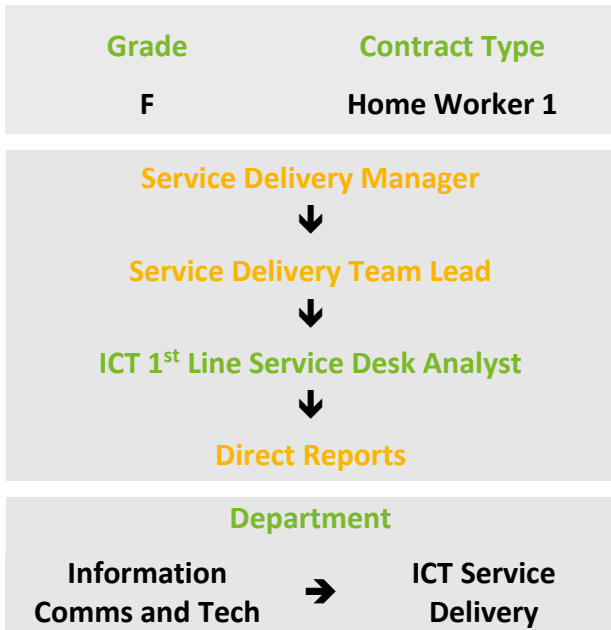 Grade Contract Type
F Home Worker 1
Service Delivery Manager
Service Delivery Team Lead
ICT 1st Line Service Desk Analyst
Direct Reports
Department
Information
Comms and Tech
ICT Service
Delivery